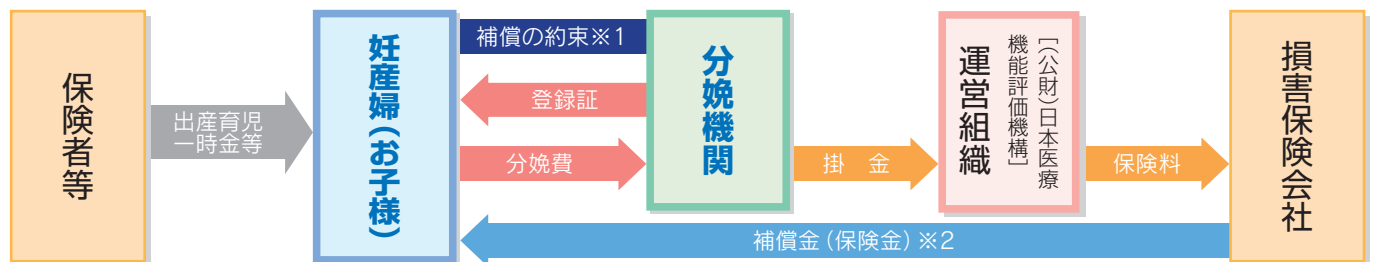 保険者等
出産育児
一時金等
妊産婦(お子様)
補償の約束※1
登録証
分娩費
分娩機関
掛　金
運営組織
[(公財)日本医療
機能評価機構]
保険料
損害保険会社
補償金(保険金)※2